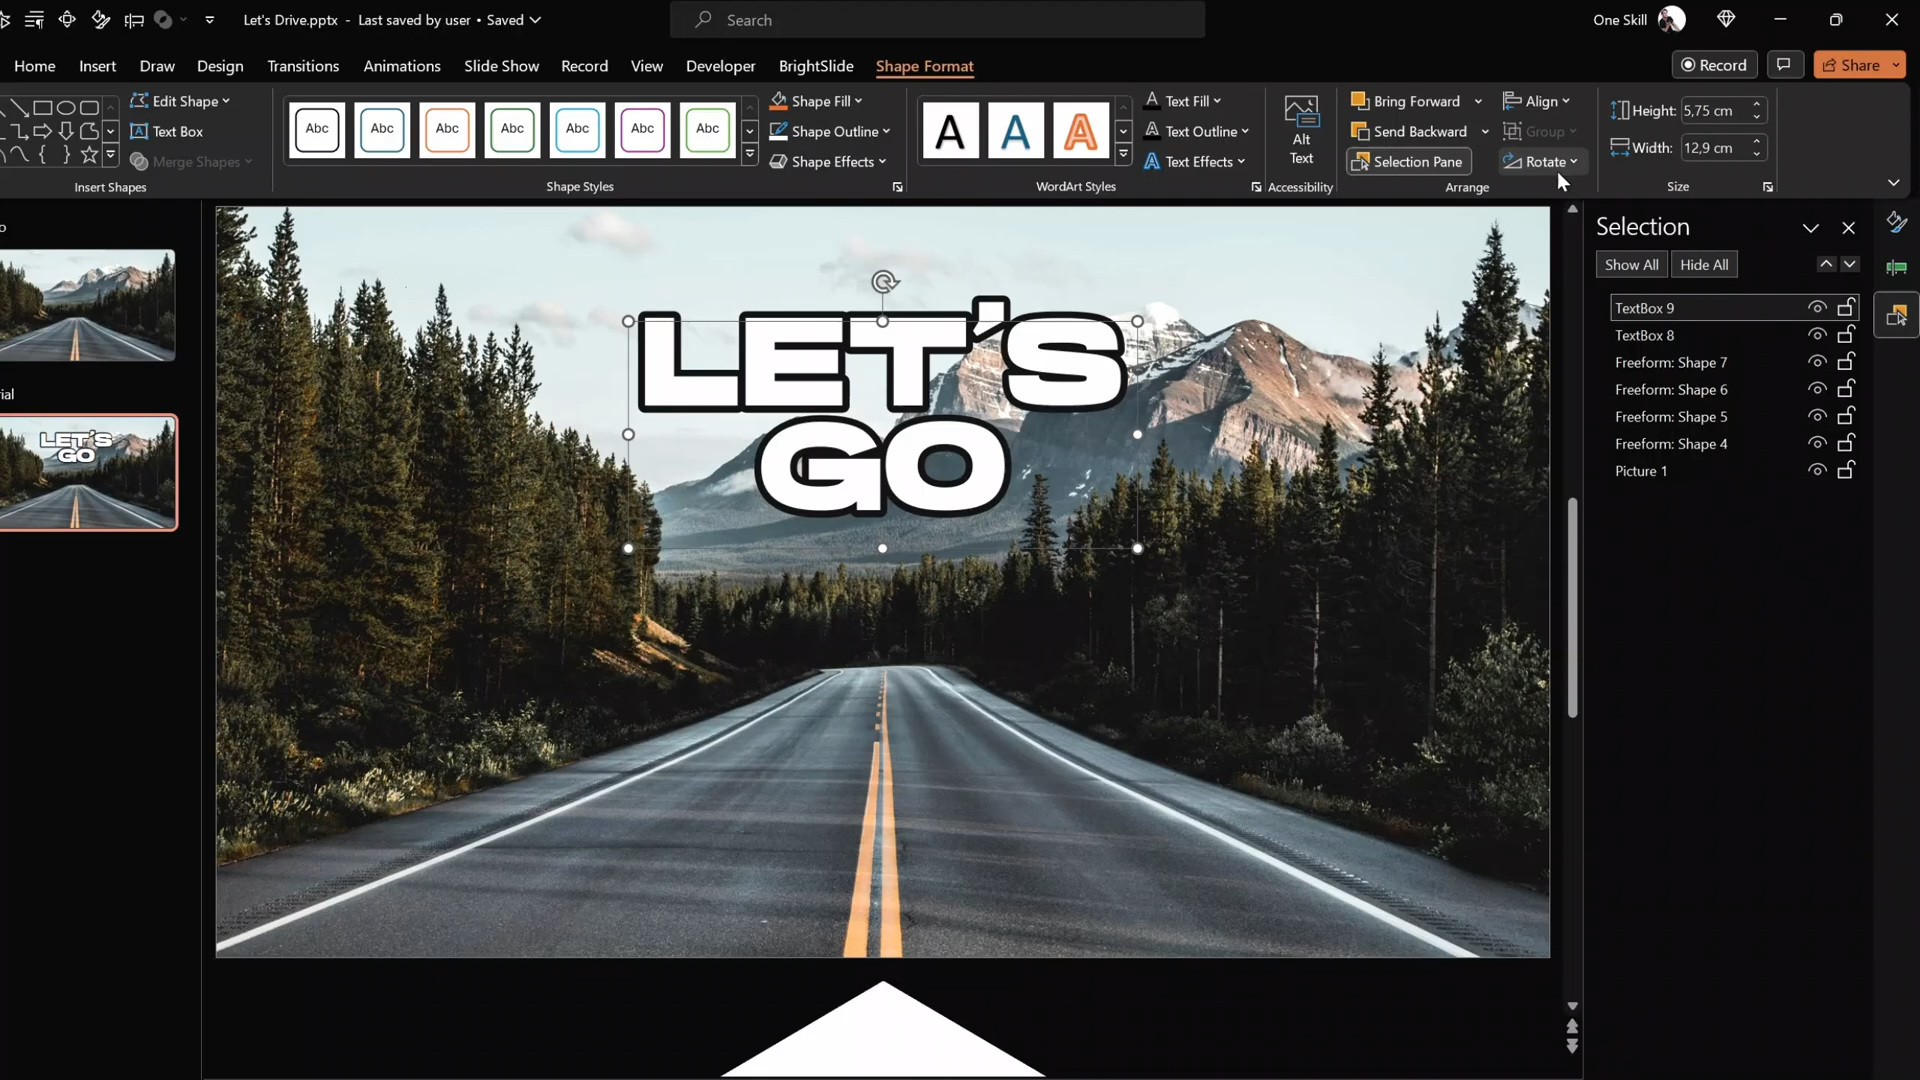 Let's Drive.pptx - Last saved by user • Saved
Search
One Skill
Home Insert Draw Design Transitions Animations Slide Show Record View Developer BrightSlide Shape Format
Record
Share
Edit Shape
Text Box
Merge Shapes
Insert Shapes
Abc Abc Abc Abc Abc Abc Abc
Shape Fill
Shape Outline
Shape Effects
Shape Styles
A A A
Text Fill
Text Outline
Text Effects
WordArt Styles
Alt
Text
Accessibility
Bring Forward
Send Backward
Selection Pane
Align
Group
Rotate
Arrange
Height: 5,75 cm
Width: 12,9 cm
Size
o
ial
LET'S
GO
LET'S
GO
Selection
Show All Hide All
TextBox 9
TextBox 8
Freeform: Shape 7
Freeform: Shape 6
Freeform: Shape 5
Freeform: Shape 4
Picture 1